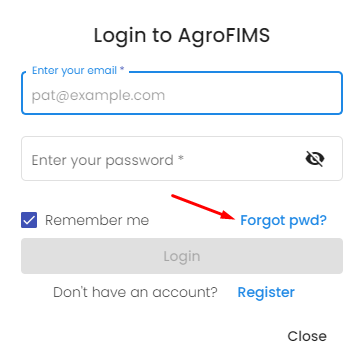 Login to AgroFIMS
Enter your email *
pat@example.com
Enter your password *
Remember me Forgot pwd?
Login
Don't have an account? Register
Close